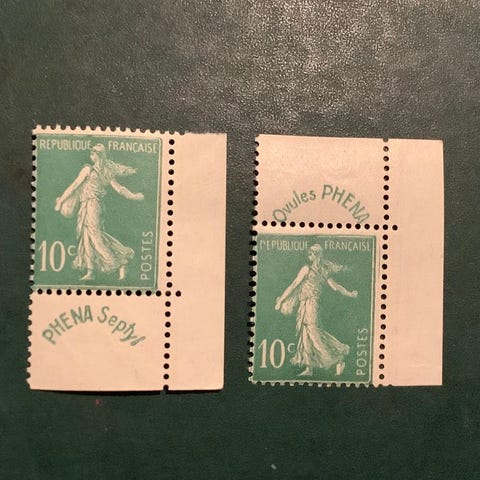 REPUBLIQUE FRANÇAISE
10c
POSTES
PHENA Septyl
Ovules PHENA
REPUBLIQUE FRANÇAISE
10c
POSTES